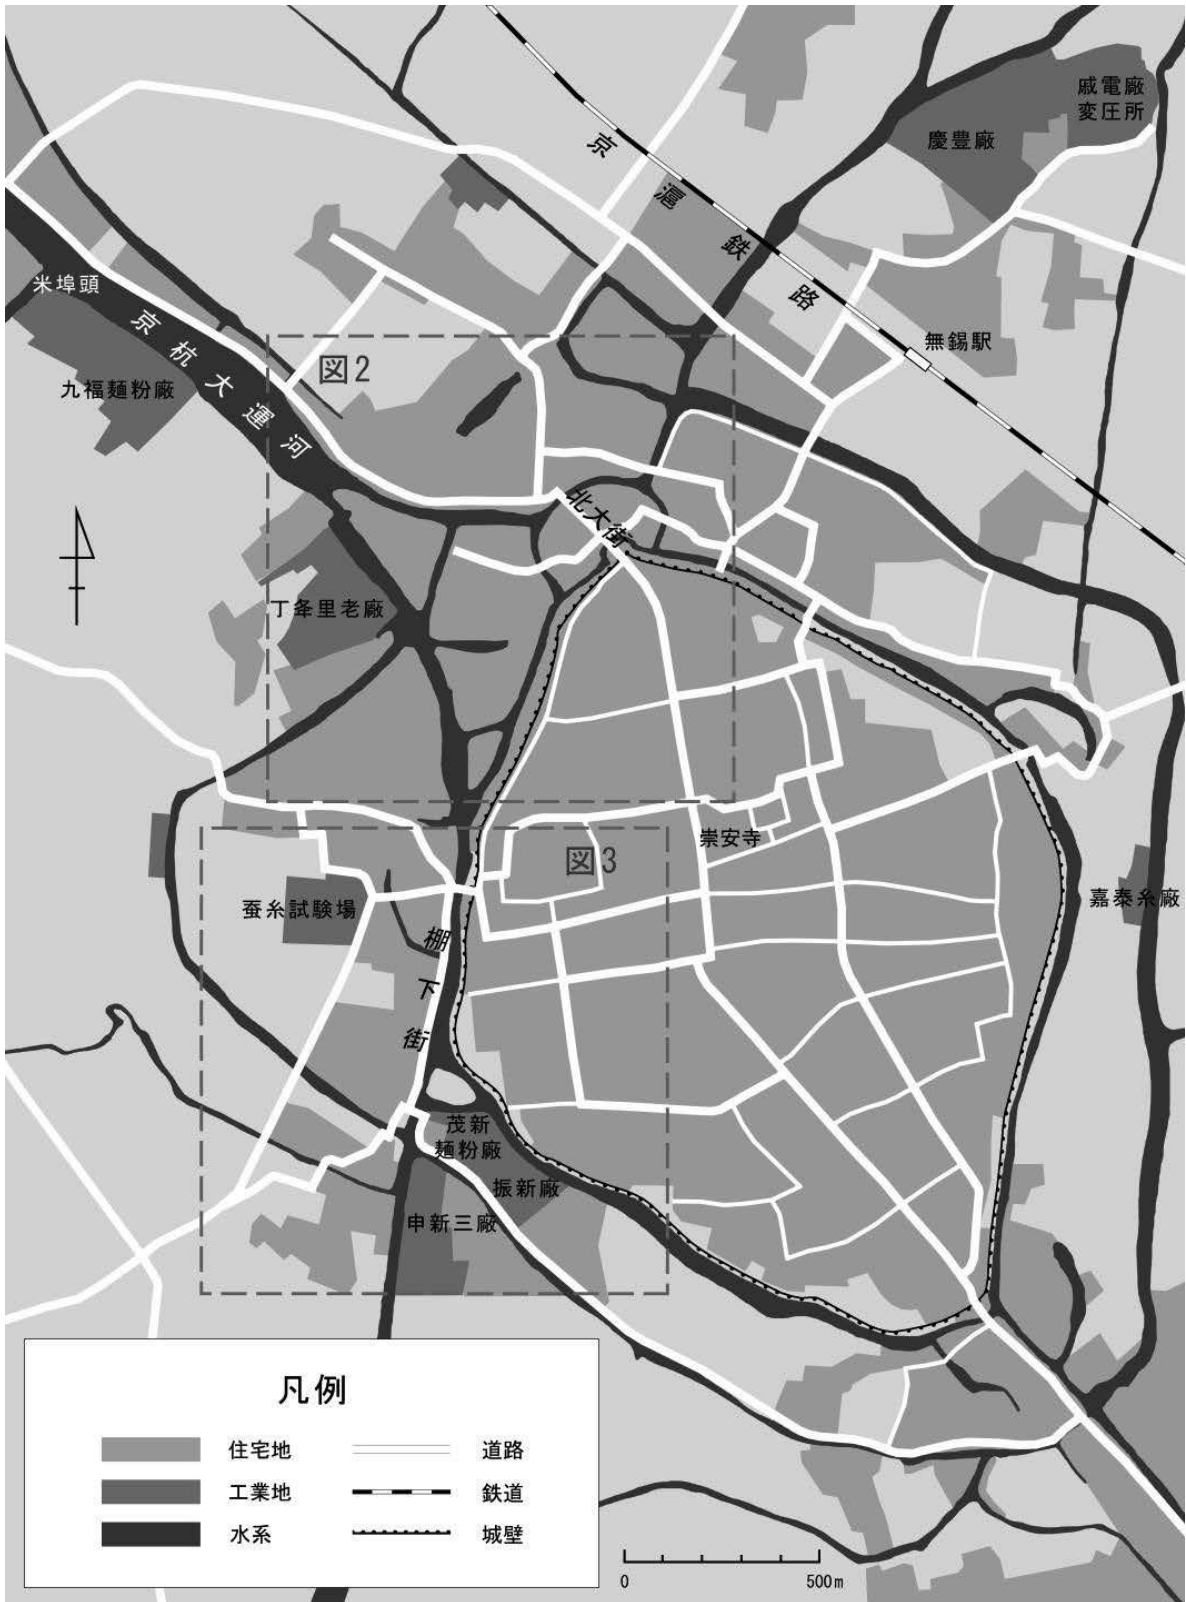 戚電廠
変圧所
慶豊廠
京滬鉄路
無錫駅
米埠頭
京杭大運河
九福麺粉廠
図2
北大街
丁夅里老廠
崇安寺
図3
蚕糸試験場
嘉泰糸廠
棚下街
茂新
麺粉廠
振新廠
申新三廠
凡例
住宅地
道路
工業地
鉄道
水系
城壁
0
500m